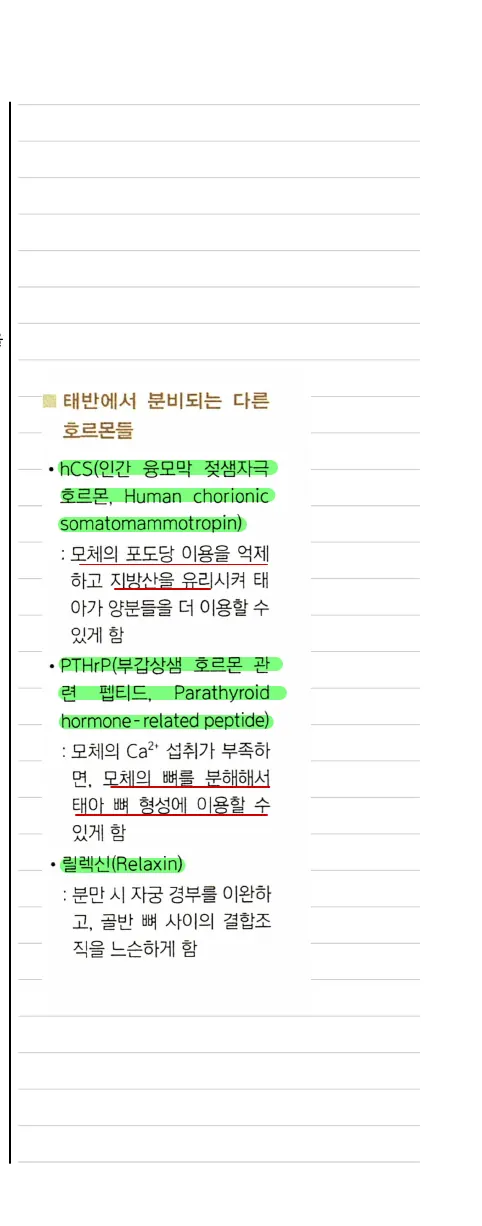 태반에서 분비되는 다른
호르몬들
• hCS(인간 융모막 젖샘자극
호르몬, Human chorionic
somatomammotropin)
: 모체의 포도당 이용을 억제
하고 지방산을 유리시켜 태
아가 양분들을 더 이용할 수
있게 함
• PTHrP(부갑상샘 호르몬 관
련 펩티드, Parathyroid
hormone-related peptide)
: 모체의 Ca²⁺ 섭취가 부족하
면, 모체의 뼈를 분해해서
태아 뼈 형성에 이용할 수
있게 함
• 릴렉신(Relaxin)
: 분만 시 자궁 경부를 이완하
고, 골반 뼈 사이의 결합조
직을 느슨하게 함